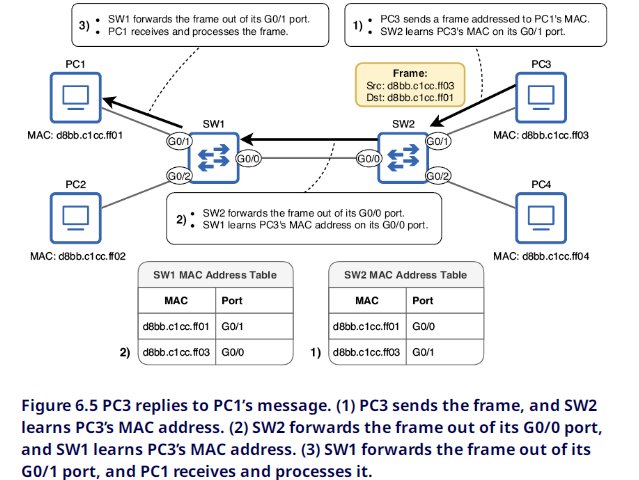 3) • SW1 forwards the frame out of its G0/1 port.
• PC1 receives and processes the frame.
1) • PC3 sends a frame addressed to PC1's MAC.
• SW2 learns PC3's MAC on its G0/1 port.
PC1
PC3
Frame:
Src: d8bb.c1cc.ff03
Dst: d8bb.c1cc.ff01
SW1
SW2
MAC: d8bb.c1cc.ff01
G0/1
G0/1
MAC: d8bb.c1cc.ff03
G0/0
G0/0
PC2
G0/2
G0/2
PC4
2) • SW2 forwards the frame out of its G0/0 port.
• SW1 learns PC3's MAC address on its G0/0 port.
MAC: d8bb.c1cc.ff02
MAC: d8bb.c1cc.ff04
SW1 MAC Address Table
MAC Port
d8bb.c1cc.ff01 G0/1
2) d8bb.c1cc.ff03 G0/0
SW2 MAC Address Table
MAC Port
d8bb.c1cc.ff01 G0/0
1) d8bb.c1cc.ff03 G0/1
Figure 6.5 PC3 replies to PC1's message. (1) PC3 sends the frame, and SW2
learns PC3's MAC address. (2) SW2 forwards the frame out of its G0/0 port,
and SW1 learns PC3's MAC address. (3) SW1 forwards the frame out of its
G0/1 port, and PC1 receives and processes it.